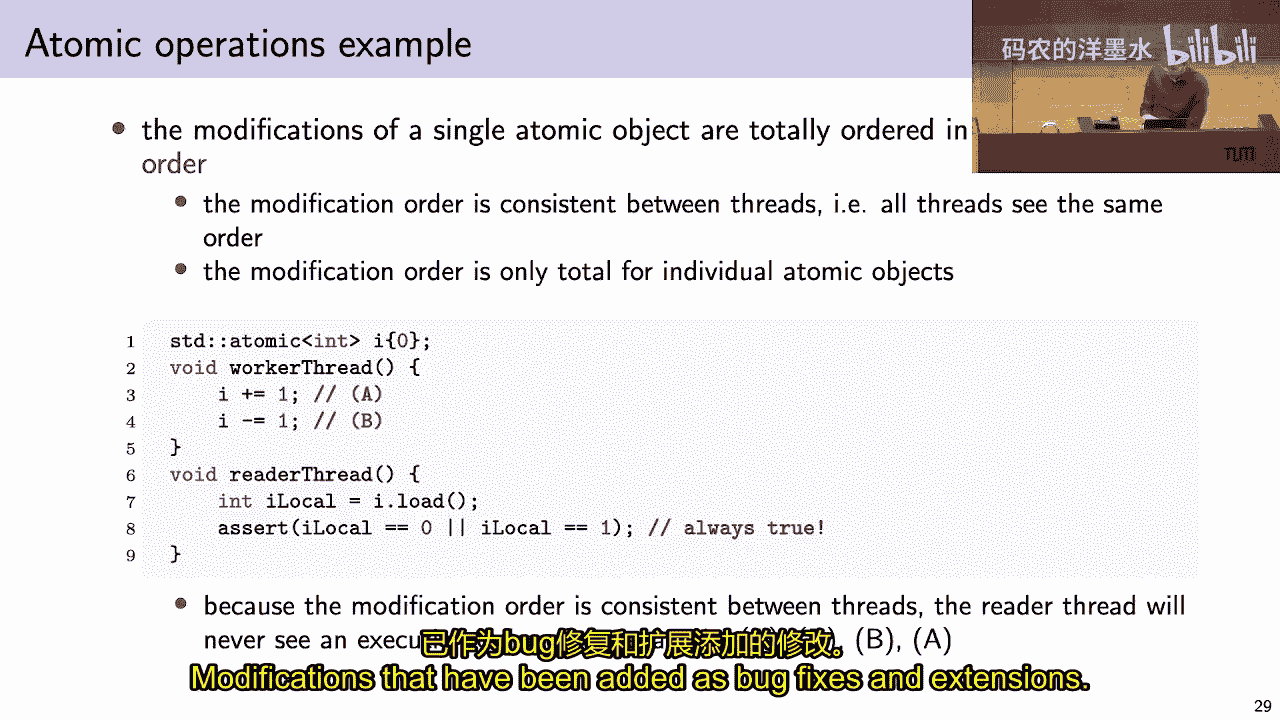 Atomic operations example
码农的洋墨水 bilibili
TUM
• the modifications of a single atomic object are totally ordered in
order
• the modification order is consistent between threads, i.e. all threads see the same
order
• the modification order is only total for individual atomic objects
1 std::atomic<int> i{0};
2 void workerThread() {
3 i += 1; // (A)
4 i -= 1; // (B)
5 }
6 void readerThread() {
7 int iLocal = i.load();
8 assert(iLocal == 0 || iLocal == 1); // always true!
9 }
• because the modification order is consistent between threads, the reader thread will
never see an (B), (A)
已作为bug修复和扩展添加的修改。
Modifications that have been added as bug fixes and extensions.
29